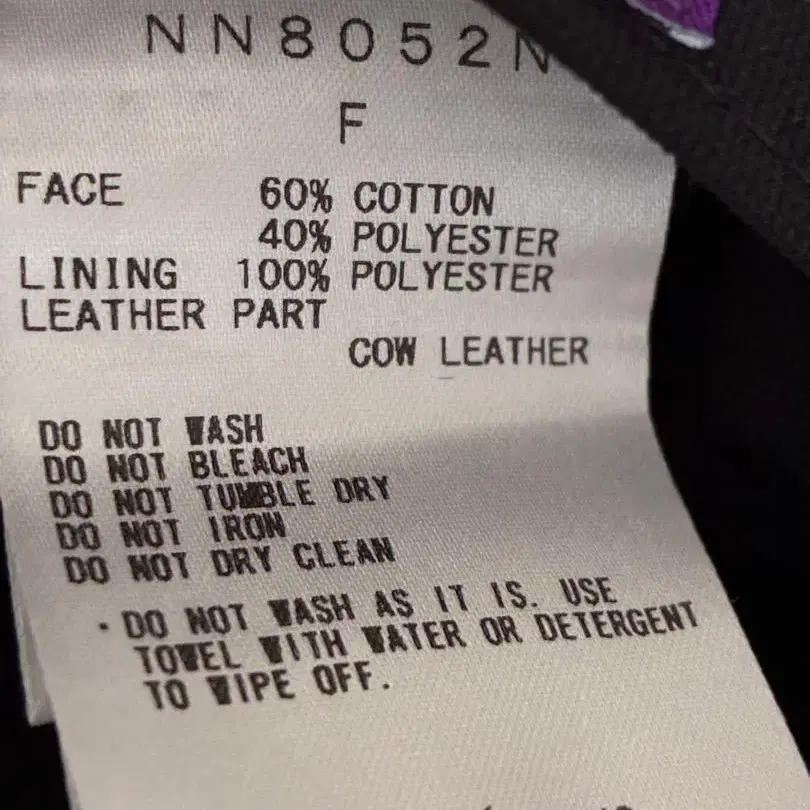 NN8052N
F
FACE 60% COTTON
40% POLYESTER
LINING 100% POLYESTER
LEATHER PART
COW LEATHER
DO NOT WASH
DO NOT BLEACH
DO NOT TUMBLE DRY
DO NOT IRON
DO NOT DRY CLEAN
・DO NOT WASH AS IT IS. USE
TOWEL WITH WATER OR DETERGENT
TO WIPE OFF.